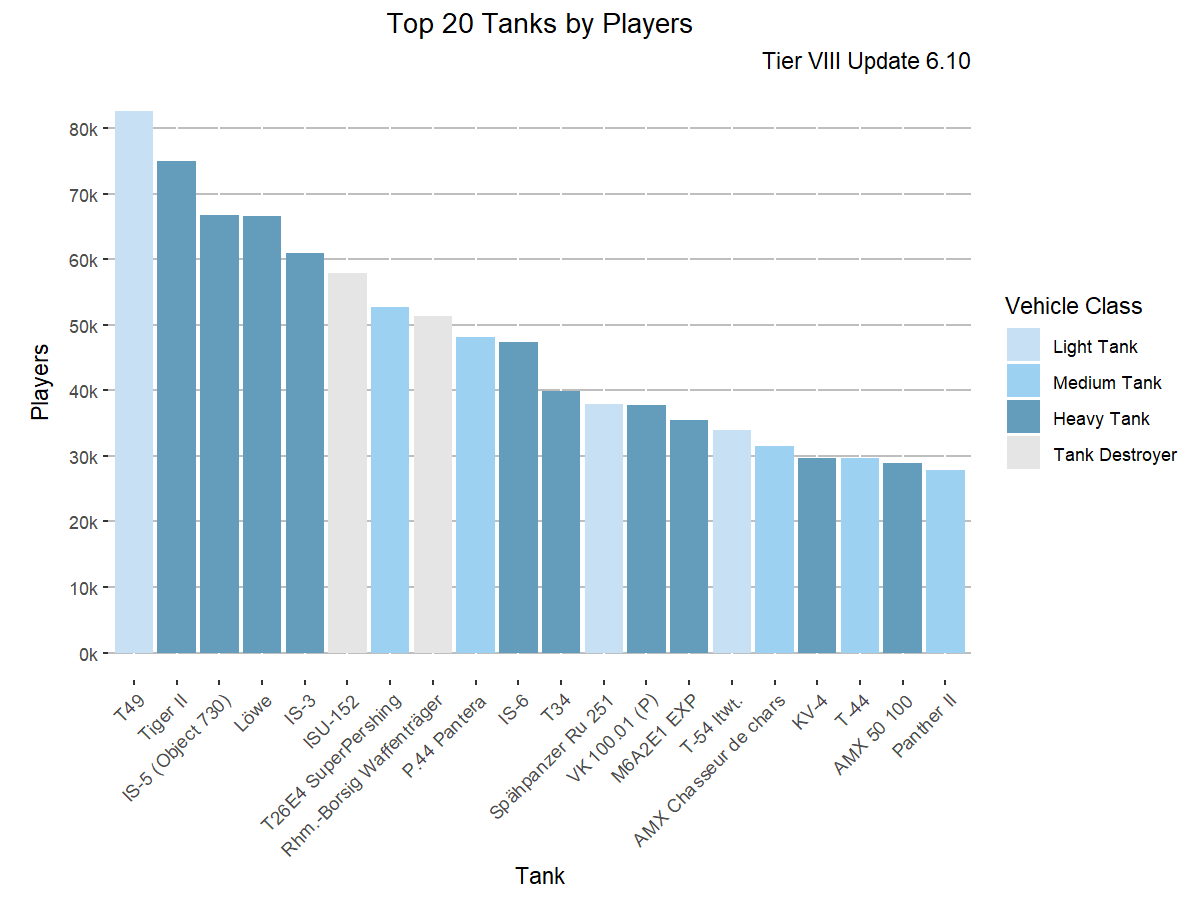 Top 20 Tanks by Players
Tier VIII Update 6.10
Players
80k
70k
60k
50k
40k
30k
20k
10k
0k
T49
Tiger II
IS-5 (Object 730)
Löwe
IS-3
ISU-152
T26E4 SuperPershing
Rhm.-Borsig Waffenträger
P.44 Pantera
IS-6
T34
Spähpanzer Ru 251
VK 100.01 (P)
M6A2E1 EXP
T-54 ltwt.
AMX Chasseur de chars
KV-4
T-44
AMX 50 100
Panther II
Tank
Vehicle Class
Light Tank
Medium Tank
Heavy Tank
Tank Destroyer